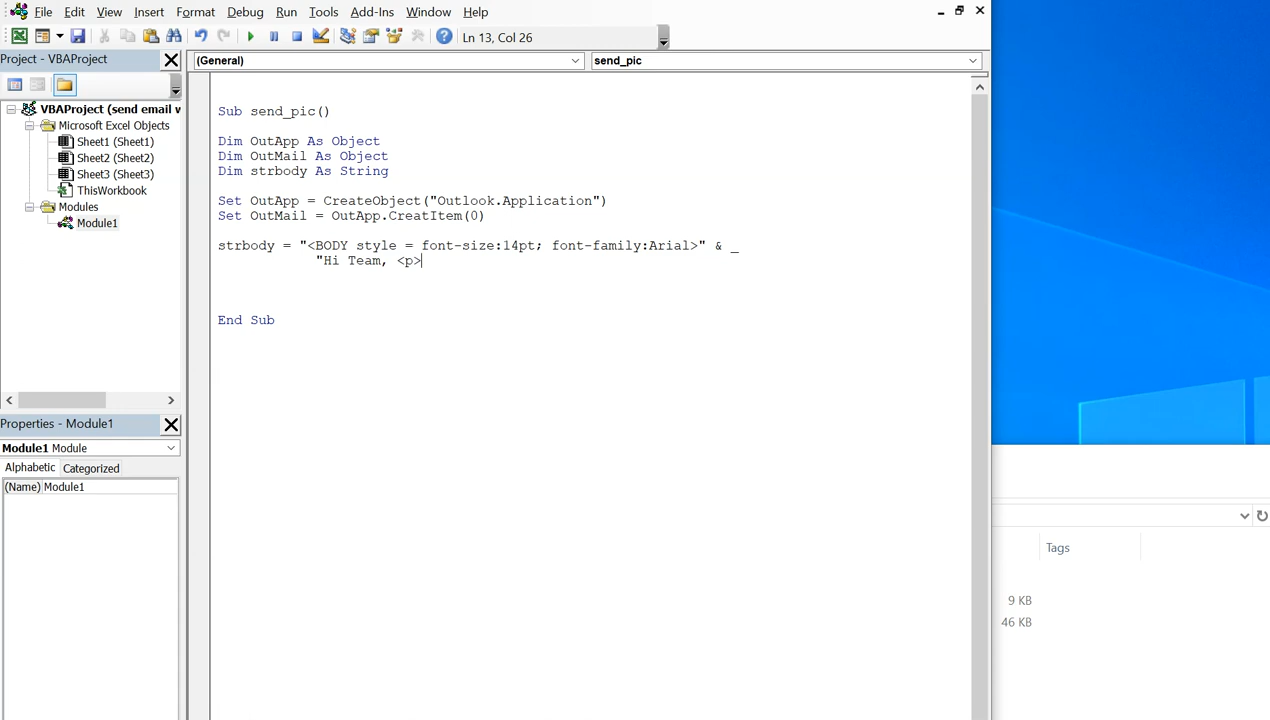 File Edit View Insert Format Debug Run Tools Add-Ins Window Help
Ln 13, Col 26
Project - VBAProject
(General)
send_pic
VBAProject (send email w
Microsoft Excel Objects
Sheet1 (Sheet1)
Sheet2 (Sheet2)
Sheet3 (Sheet3)
ThisWorkbook
Modules
Module1
Properties - Module1
Module1 Module
Alphabetic Categorized
(Name) Module1
Sub send_pic()
Dim OutApp As Object
Dim OutMail As Object
Dim strbody As String
Set OutApp = CreateObject("Outlook.Application")
Set OutMail = OutApp.CreatItem(0)
strbody = "<BODY style = font-size:14pt; font-family:Arial>" & _
"Hi Team, <p>
End Sub
Tags
9 KB
46 KB